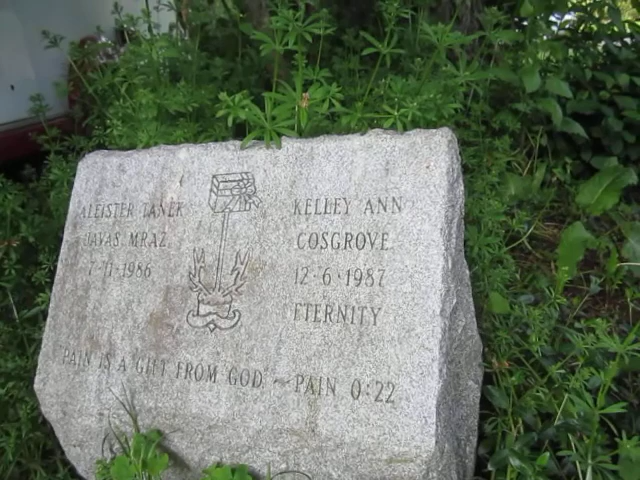 ALEISTER TANEK
JAVAS MRAZ
7·11·1986
KELLEY ANN
COSGROVE
12·6·1987
ETERNITY
PAIN IS A GIFT FROM "GOD" ~ PAIN 0:22